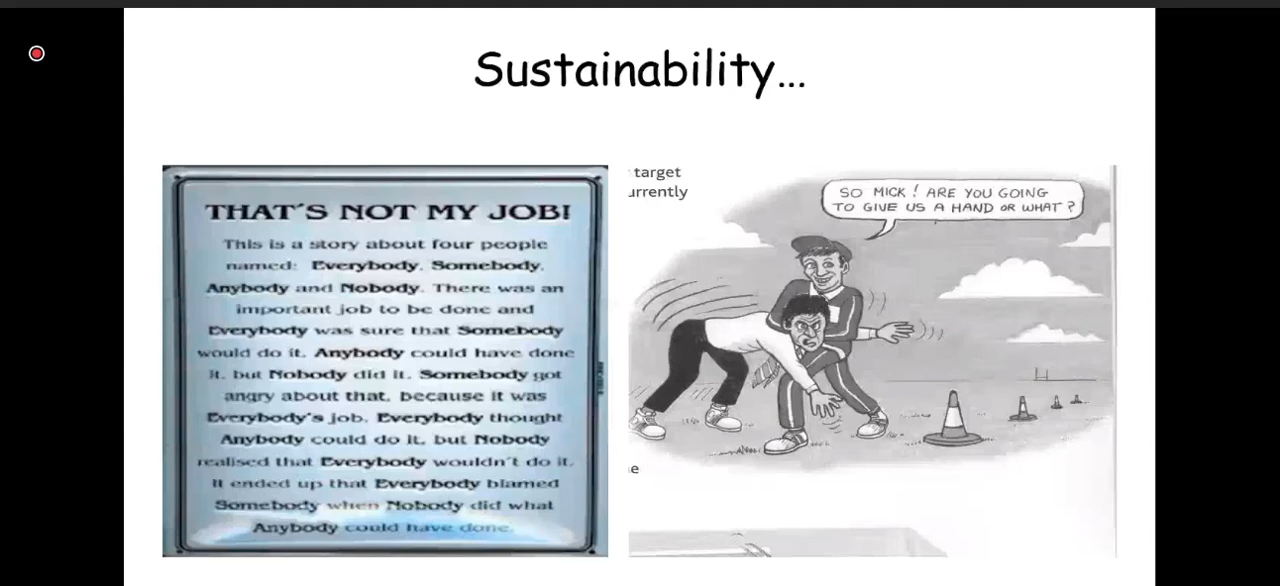 Sustainability...
THAT'S NOT MY JOB!
This is a story about four people
named: Everybody, Somebody,
Anybody and Nobody. There was an
important job to be done and
Everybody was sure that Somebody
would do it. Anybody could have done
it, but Nobody did it. Somebody got
angry about that, because it was
Everybody's job. Everybody thought
Anybody could do it, but Nobody
realised that Everybody wouldn't do it.
It ended up that Everybody blamed
Somebody when Nobody did what
Anybody could have done.
target
urrently
SO MICK! ARE YOU GOING
TO GIVE US A HAND OR WHAT?
e